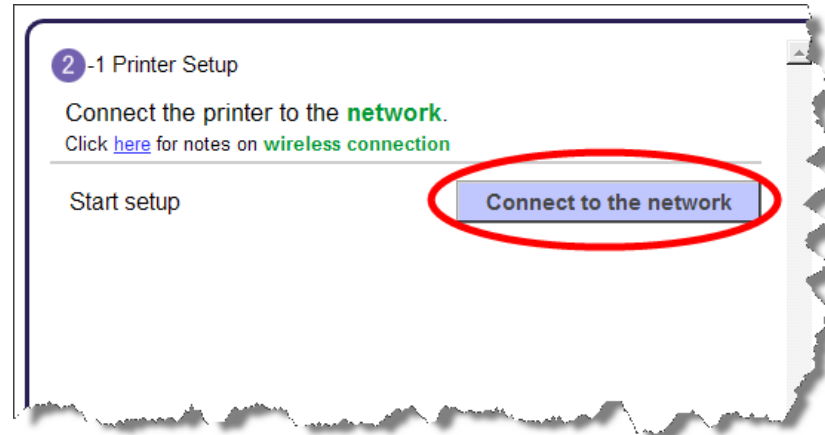 2 -1 Printer Setup
Connect the printer to the network.
Click here for notes on wireless connection
Start setup
Connect to the network